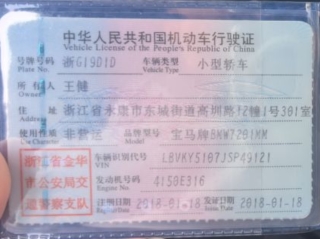 中华人民共和国机动车行驶证
Vehicle License of the People's Republic of China
号牌号码 浙G19D1D 车辆类型 小型轿车
Plate No. Vehicle Type
所有人 王健
Owner
住址 浙江省永康市东城街道高圳路12幢1号301室
Address
使用性质 非营运 品牌型号 宝马牌BMW7201MM
Use Character Model
浙江省金华
市公安局交
通警察支队
车辆识别代号 LBVKY5107JSP49121
VIN
发动机号码 4159E316
Engine No.
注册日期 2018-01-18 发证日期 2018-01-18
Register Date Issue Date